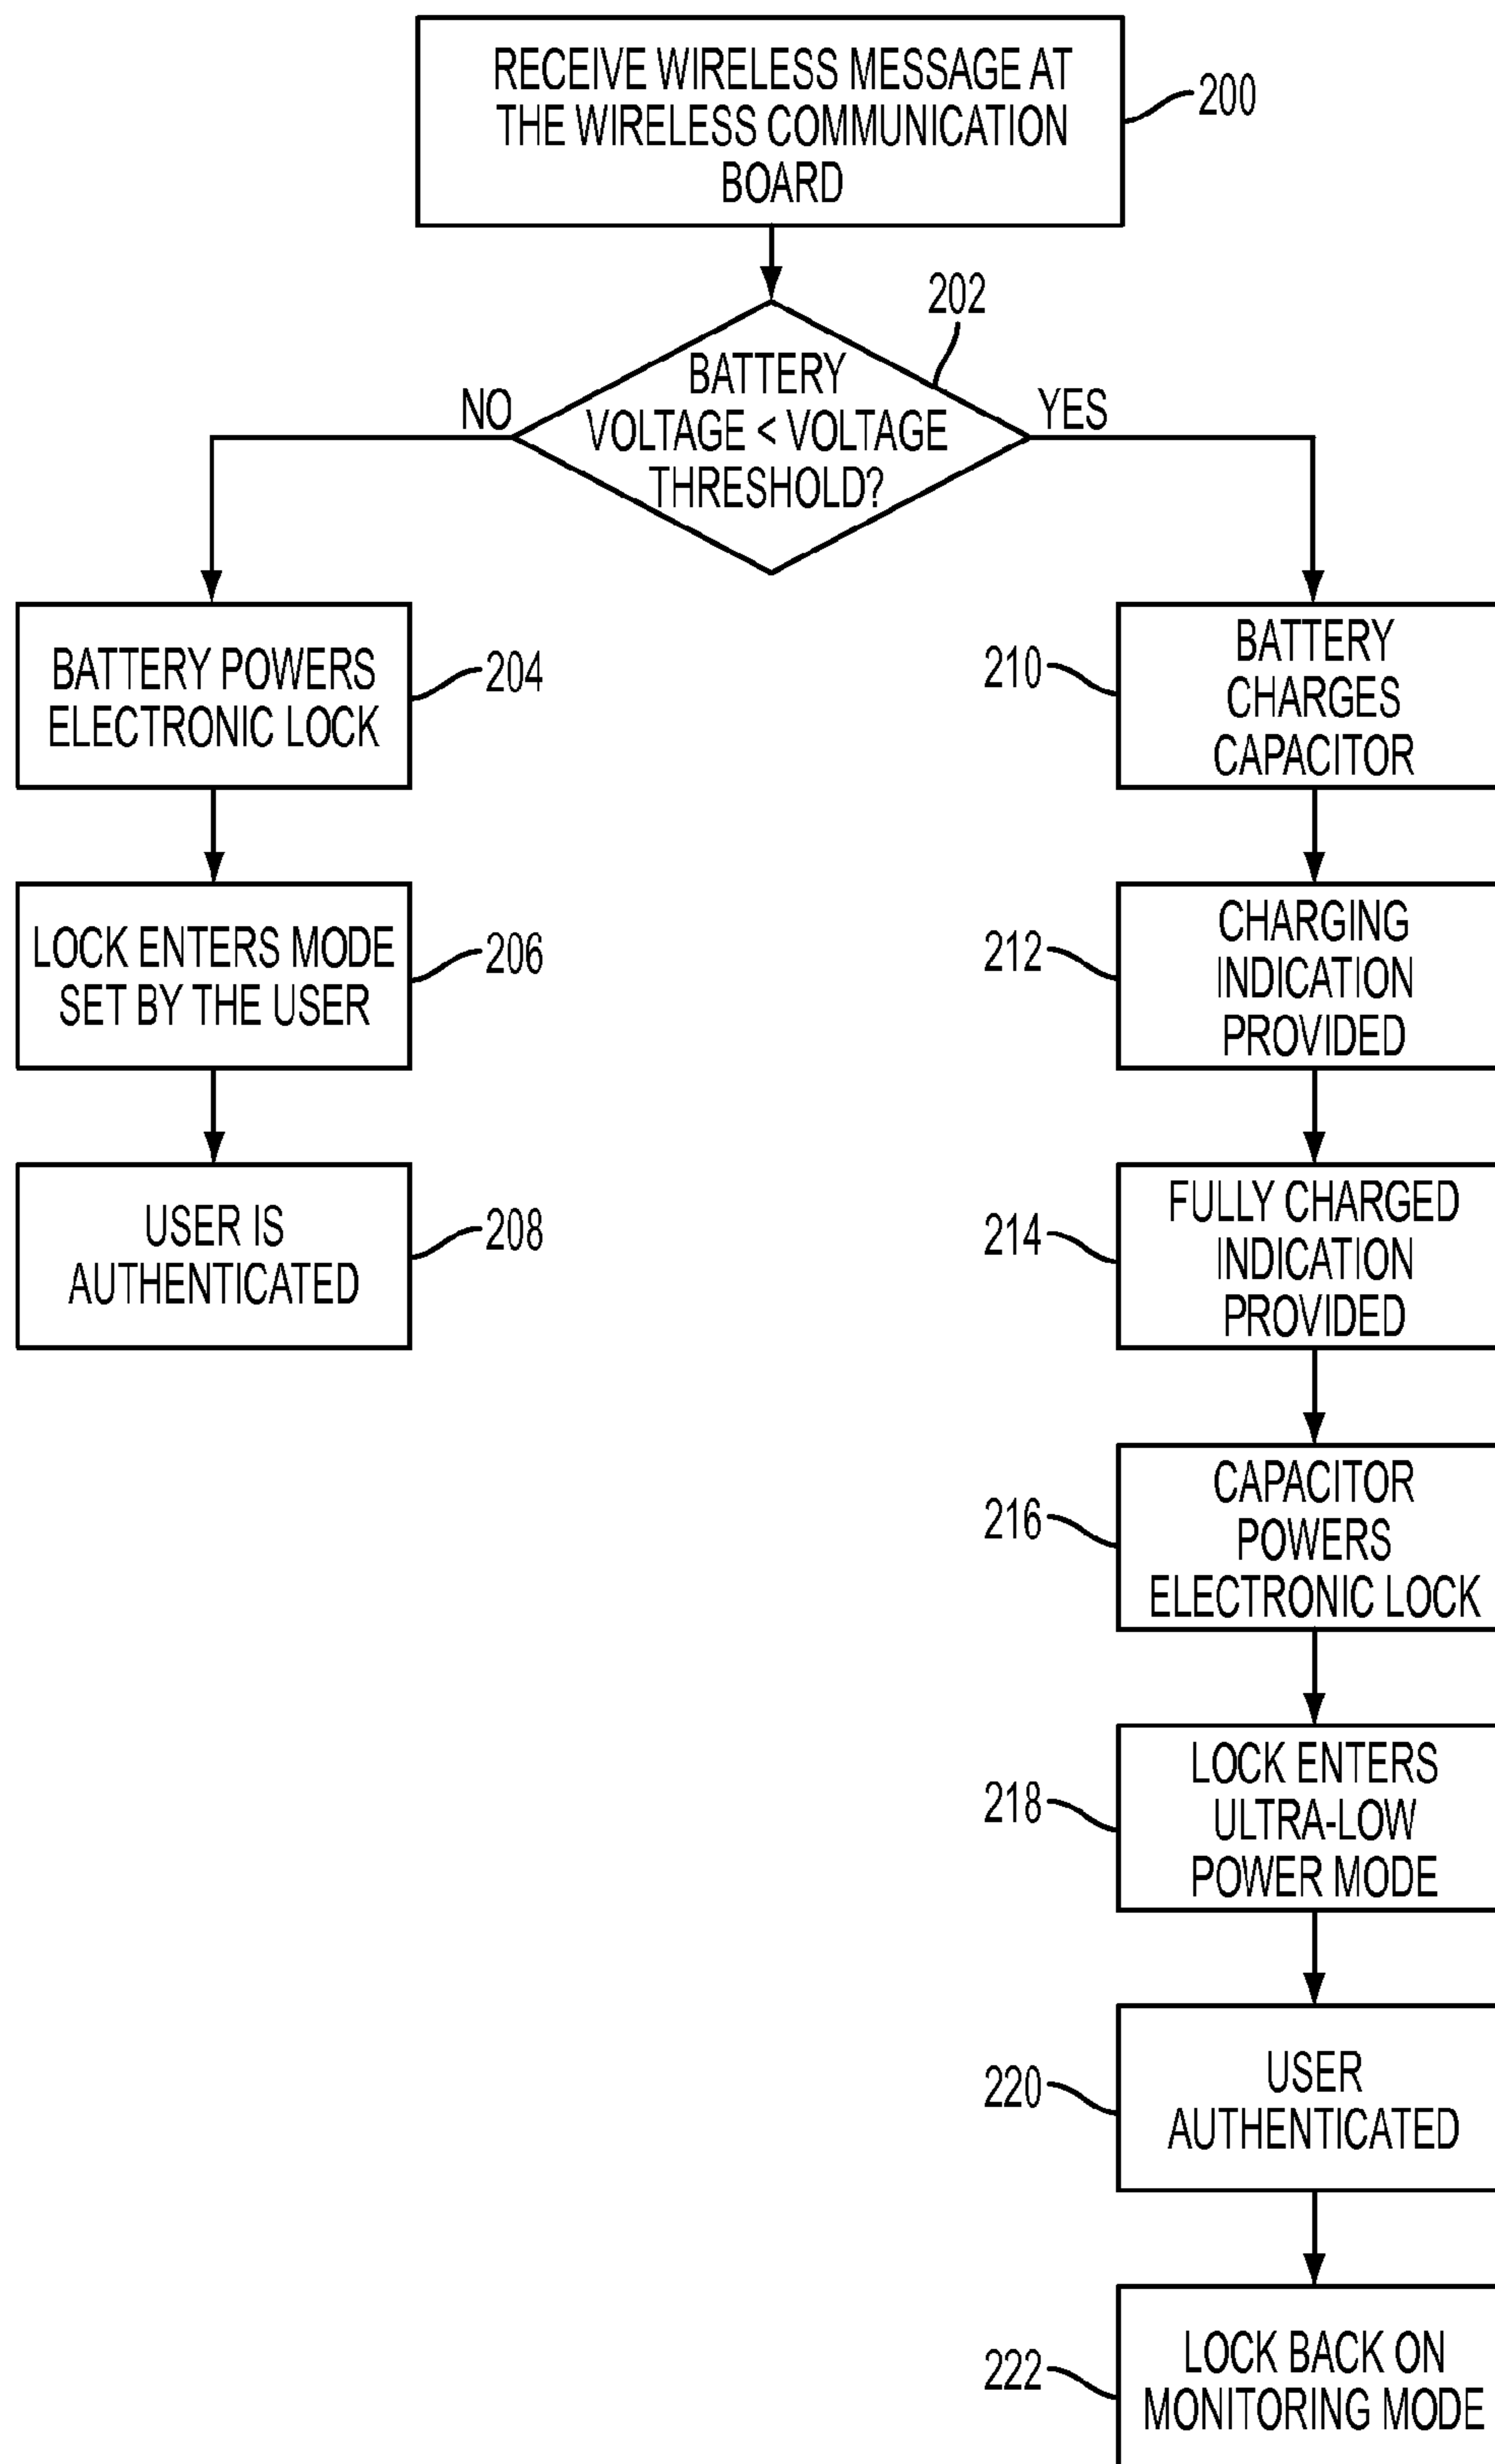 RECEIVE WIRELESS MESSAGE AT
THE WIRELESS COMMUNICATION
BOARD
200
202
BATTERY
VOLTAGE < VOLTAGE
THRESHOLD?
NO
YES
BATTERY POWERS
ELECTRONIC LOCK
204
LOCK ENTERS MODE
SET BY THE USER
206
USER IS
AUTHENTICATED
208
210
BATTERY
CHARGES
CAPACITOR
212
CHARGING
INDICATION
PROVIDED
214
FULLY CHARGED
INDICATION
PROVIDED
216
CAPACITOR
POWERS
ELECTRONIC LOCK
218
LOCK ENTERS
ULTRA-LOW
POWER MODE
220
USER
AUTHENTICATED
222
LOCK BACK ON
MONITORING MODE